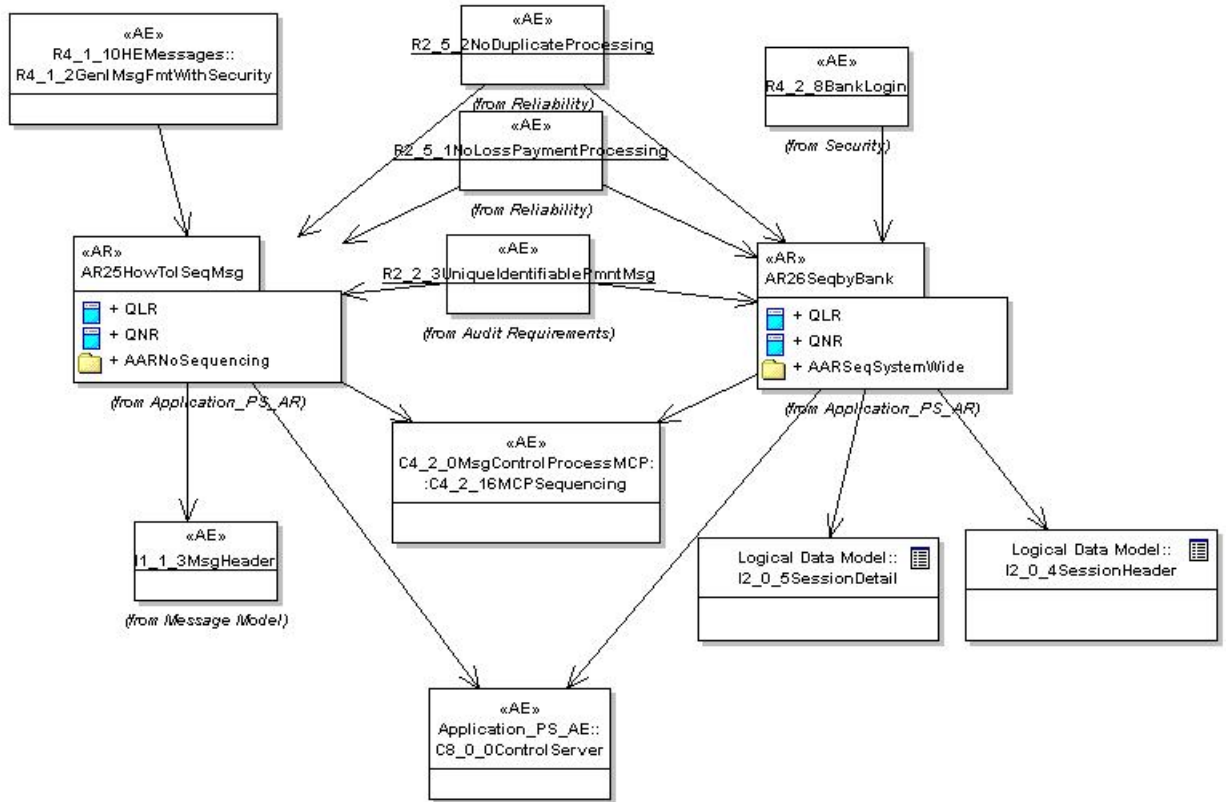 «AE»
R4_1_10HEMessages::
R4_1_2GenlMsgFmtWithSecurity
«AE»
R2_5_2NoDuplicateProcessing
(from Reliability)
«AE»
R4_2_8BankLogin
(from Security)
«AE»
R2_5_1NoLossPaymentProcessing
(from Reliability)
«AR»
AR25HowToISeqMsg
+ QLR
+ QNR
+ AARNoSequencing
(from Application_PS_AR)
«AE»
R2_2_3UniqueIdentifiablePmntMsg
(from Audit Requirements)
«AR»
AR26SeqbyBank
+ QLR
+ QNR
+ AARSeqSystemWide
(from Application_PS_AR)
«AE»
C4_2_0MsgControlProcessMCP:
:C4_2_16MCPSequencing
«AE»
I1_1_3MsgHeader
(from Message Model)
Logical Data Model::
I2_0_5SessionDetail
Logical Data Model::
I2_0_4SessionHeader
«AE»
Application_PS_AE::
C8_0_0ControlServer